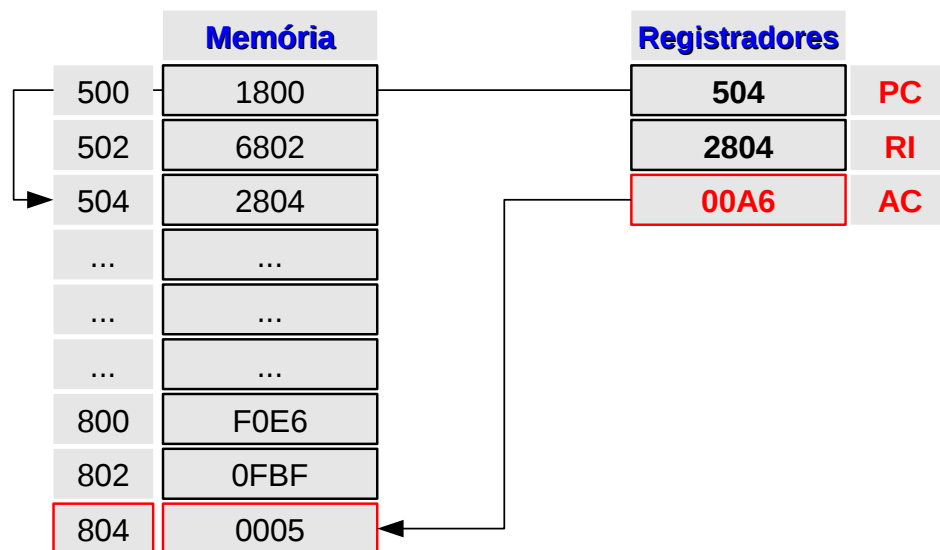 Memória Registradores
500 1800 504 PC
502 6802 2804 RI
504 2804 00A6 AC
... ...
... ...
... ...
800 F0E6
802 0FBF
804 0005